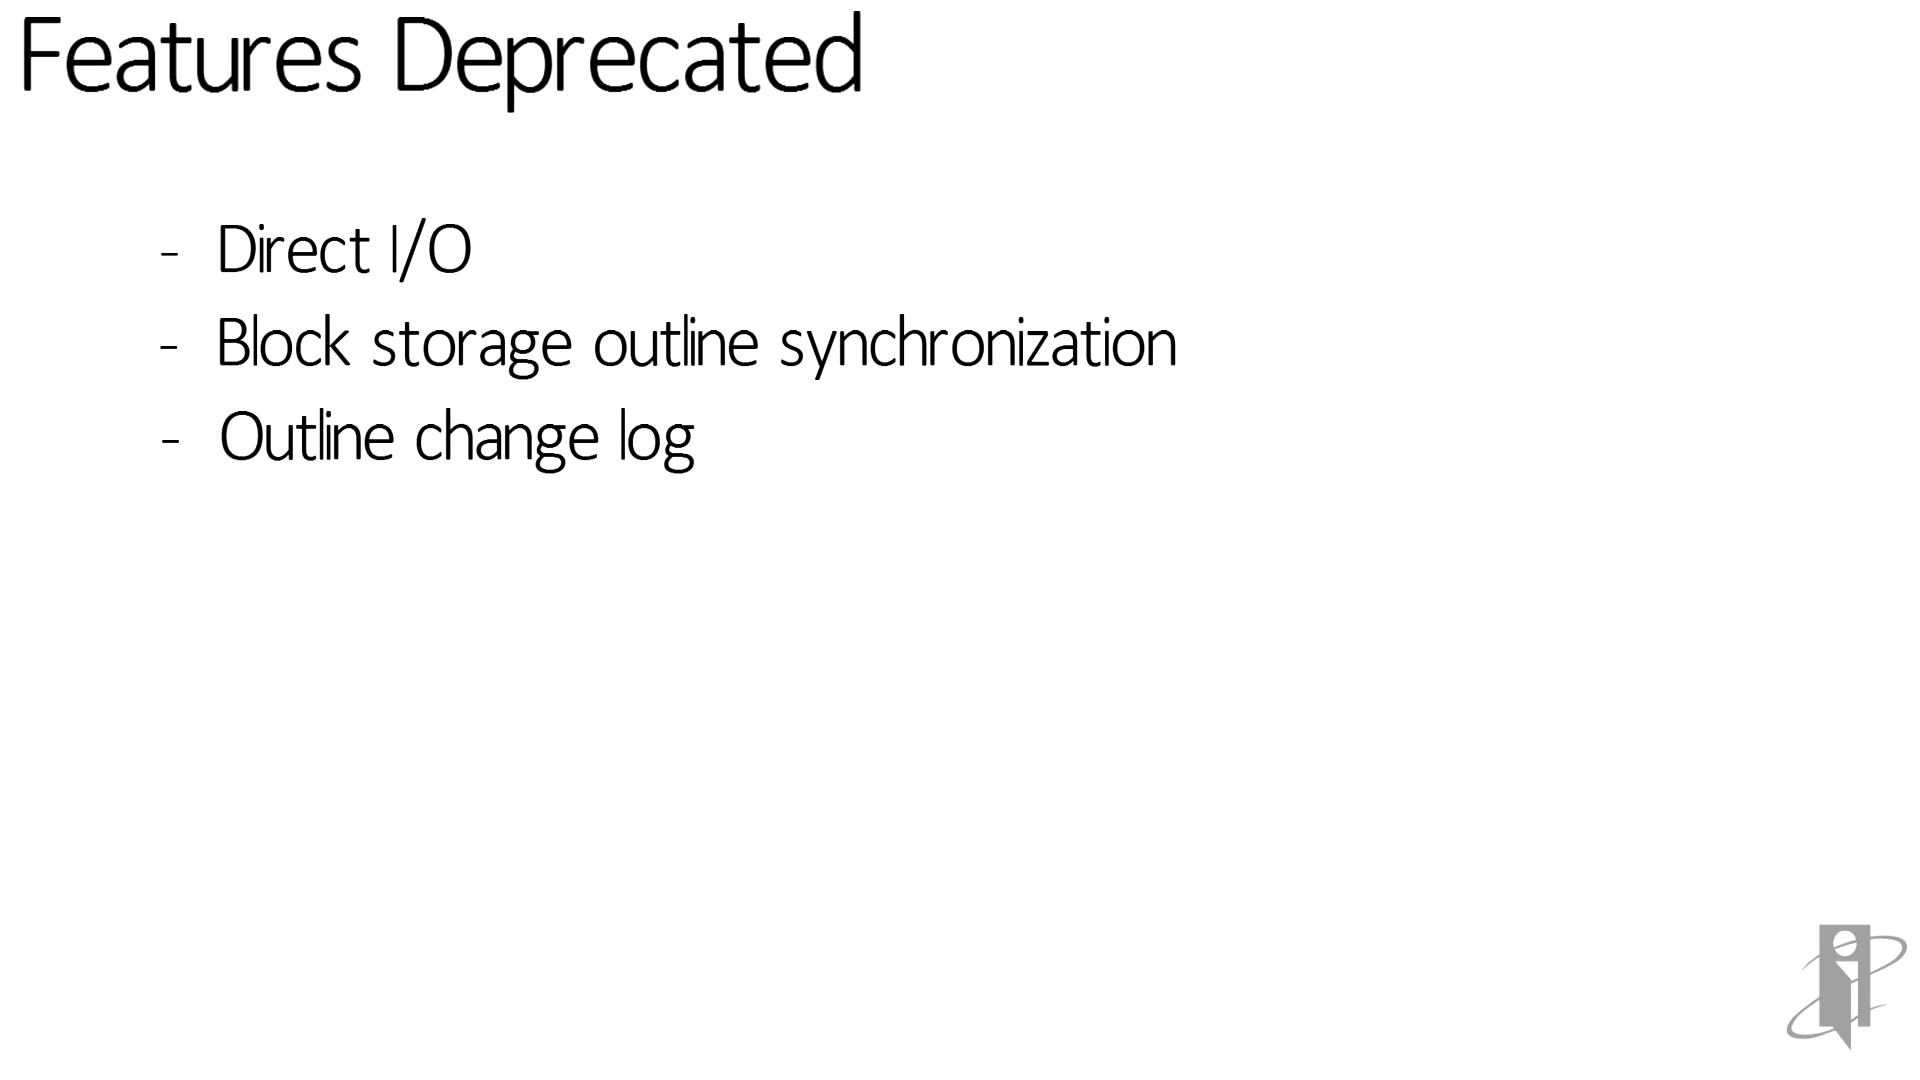 Features Deprecated
- Direct I/O
- Block storage outline synchronization
- Outline change log